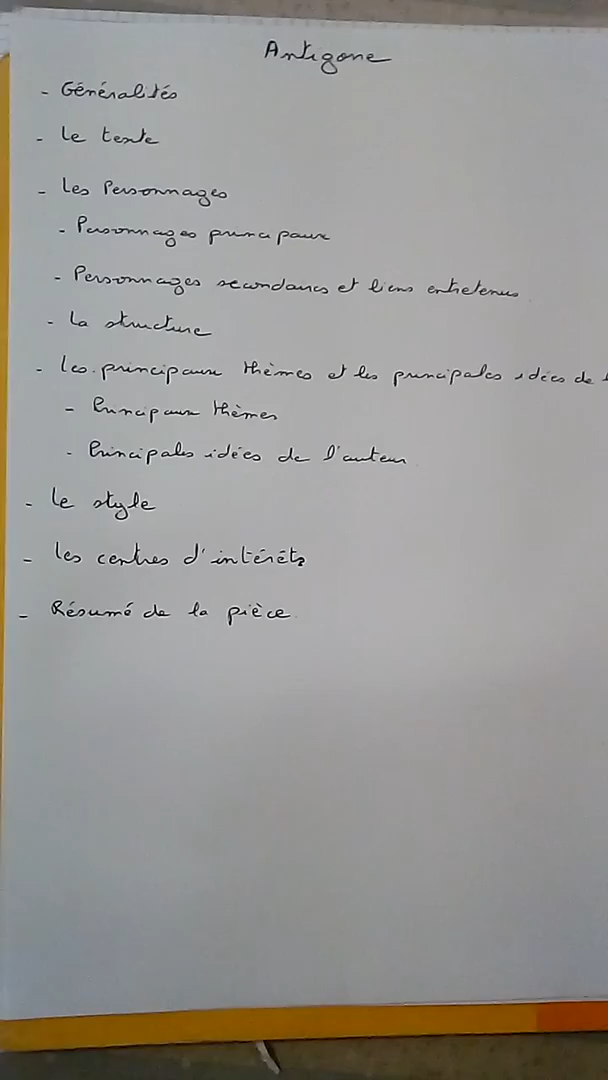 Antigone
- Généralités
- Le texte
- Les Personnages
- Personnages principaux
- Personnages secondaires et liens entretenus
- La structure
- Les principaux thèmes et les principales idées de
- Principaux thèmes
- Principales idées de l'auteur
- Le style
- Les centres d'intérêts
- Résumé de la pièce.